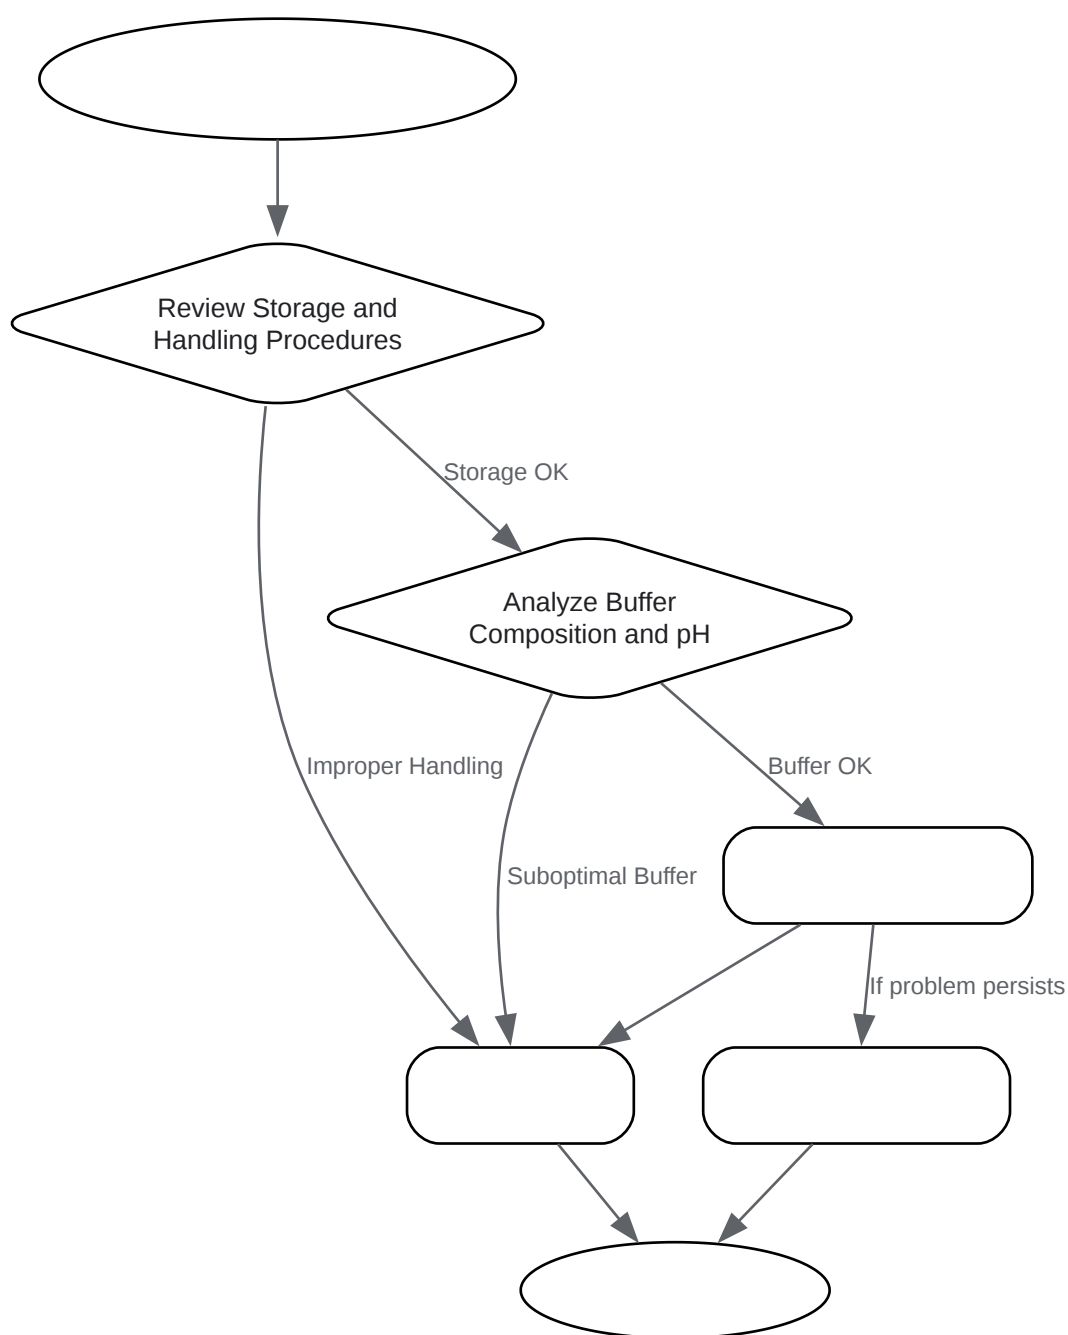 Review Storage and
Handling Procedures
Storage OK
Analyze Buffer
Composition and pH
Improper Handling
Buffer OK
Suboptimal Buffer
If problem persists